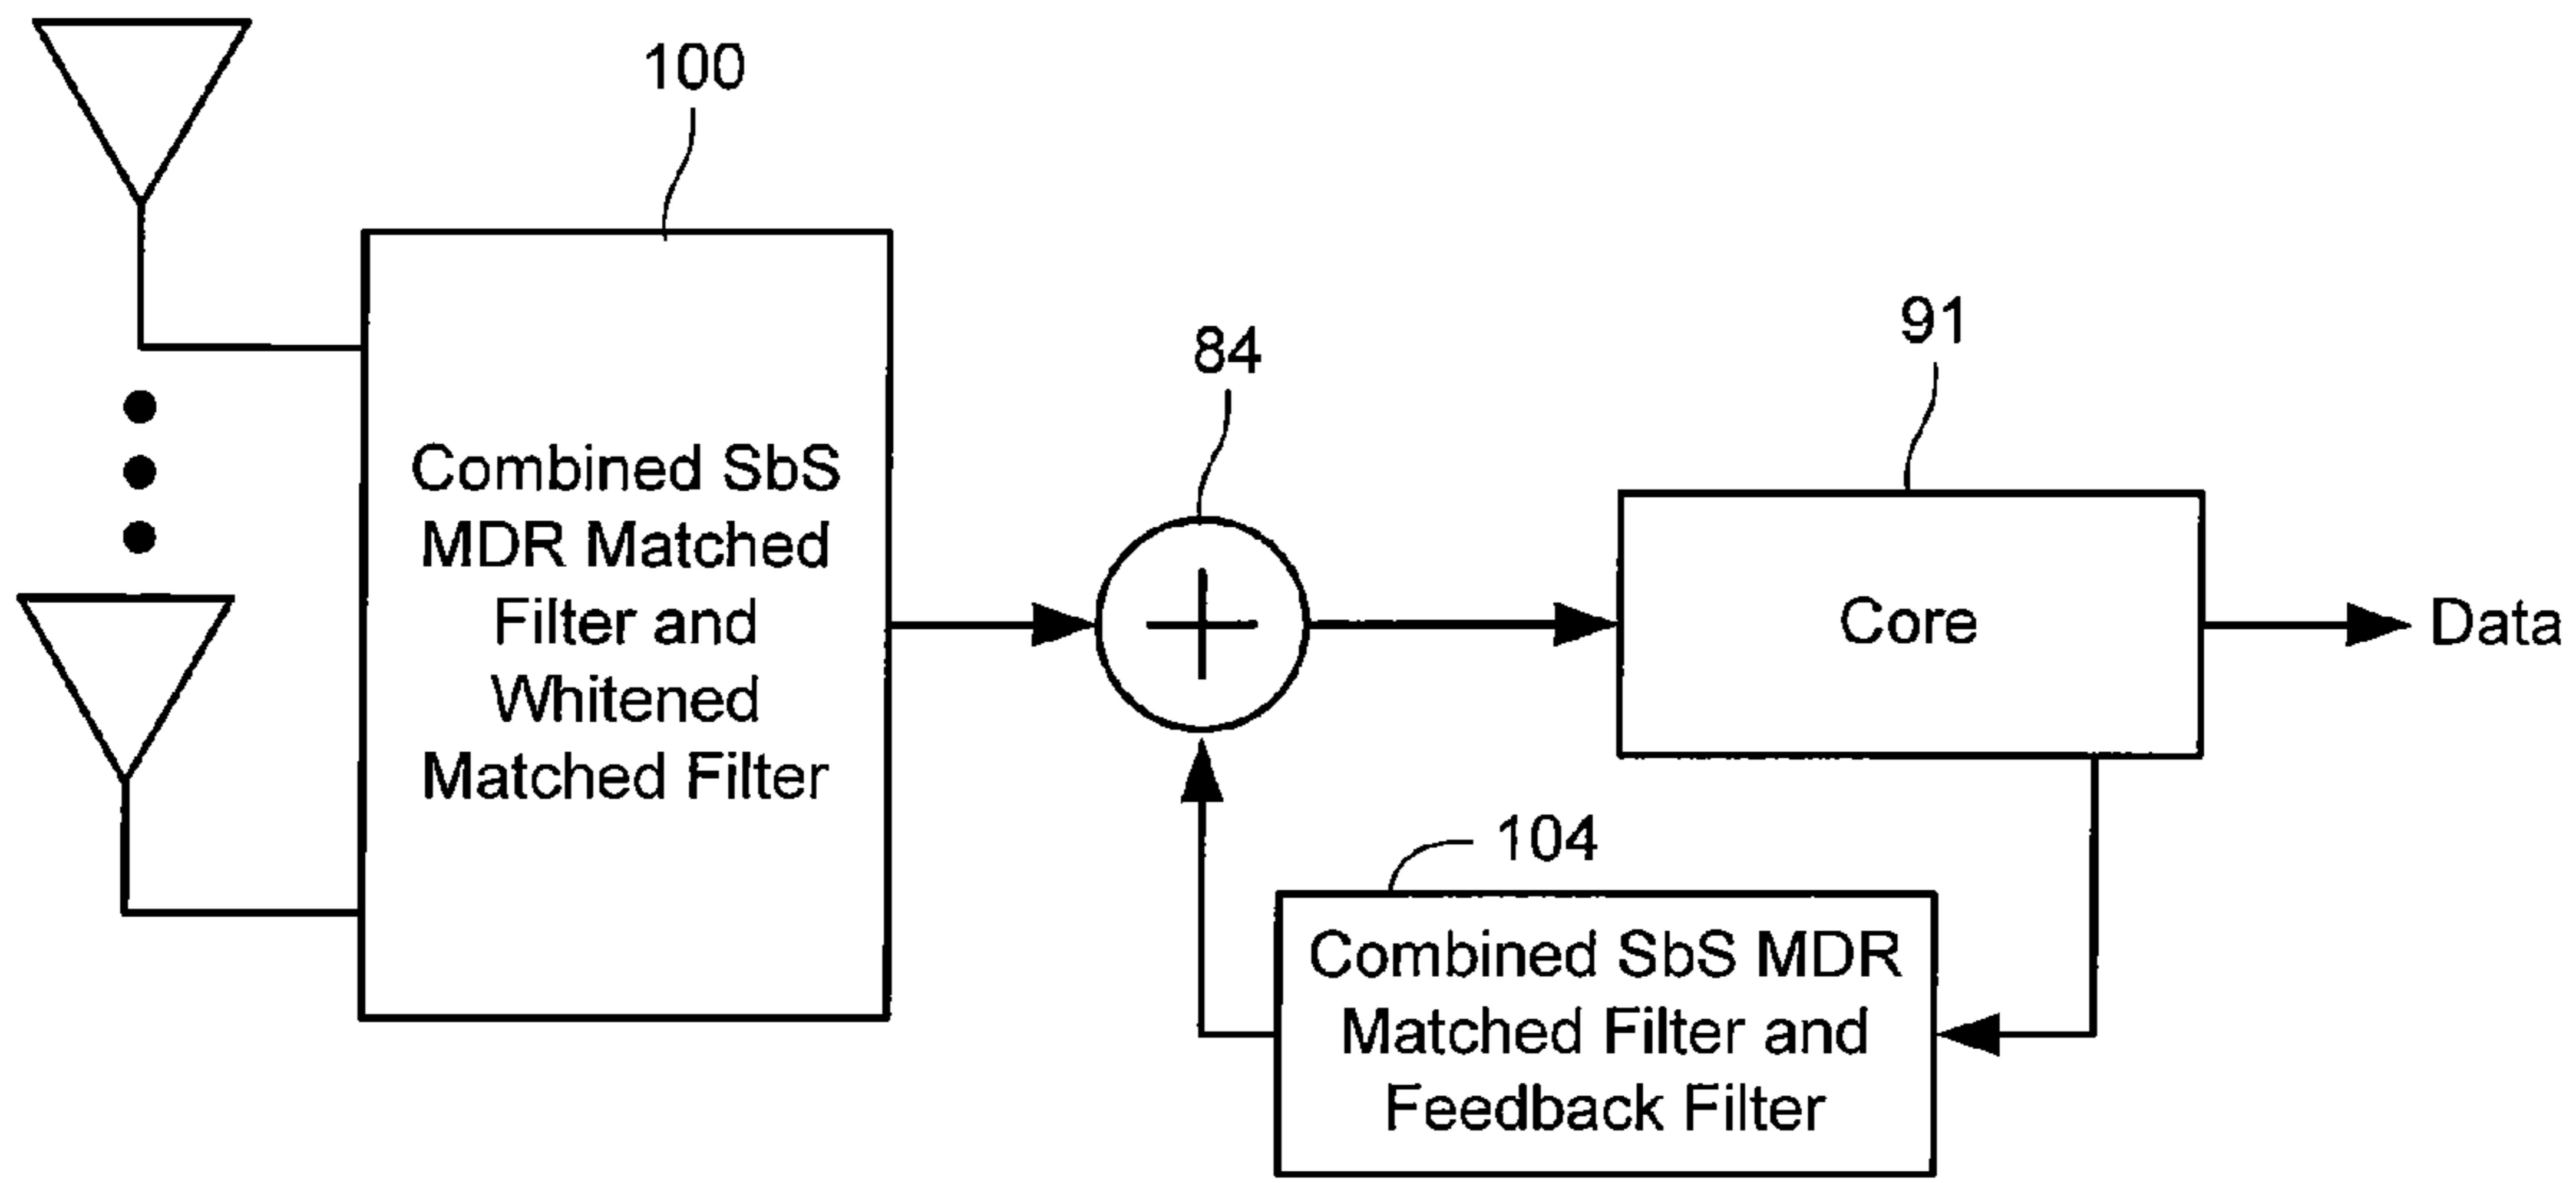 100
Combined SbS
MDR Matched
Filter and
Whitened
Matched Filter
84
91
Core
Data
104
Combined SbS MDR
Matched Filter and
Feedback Filter